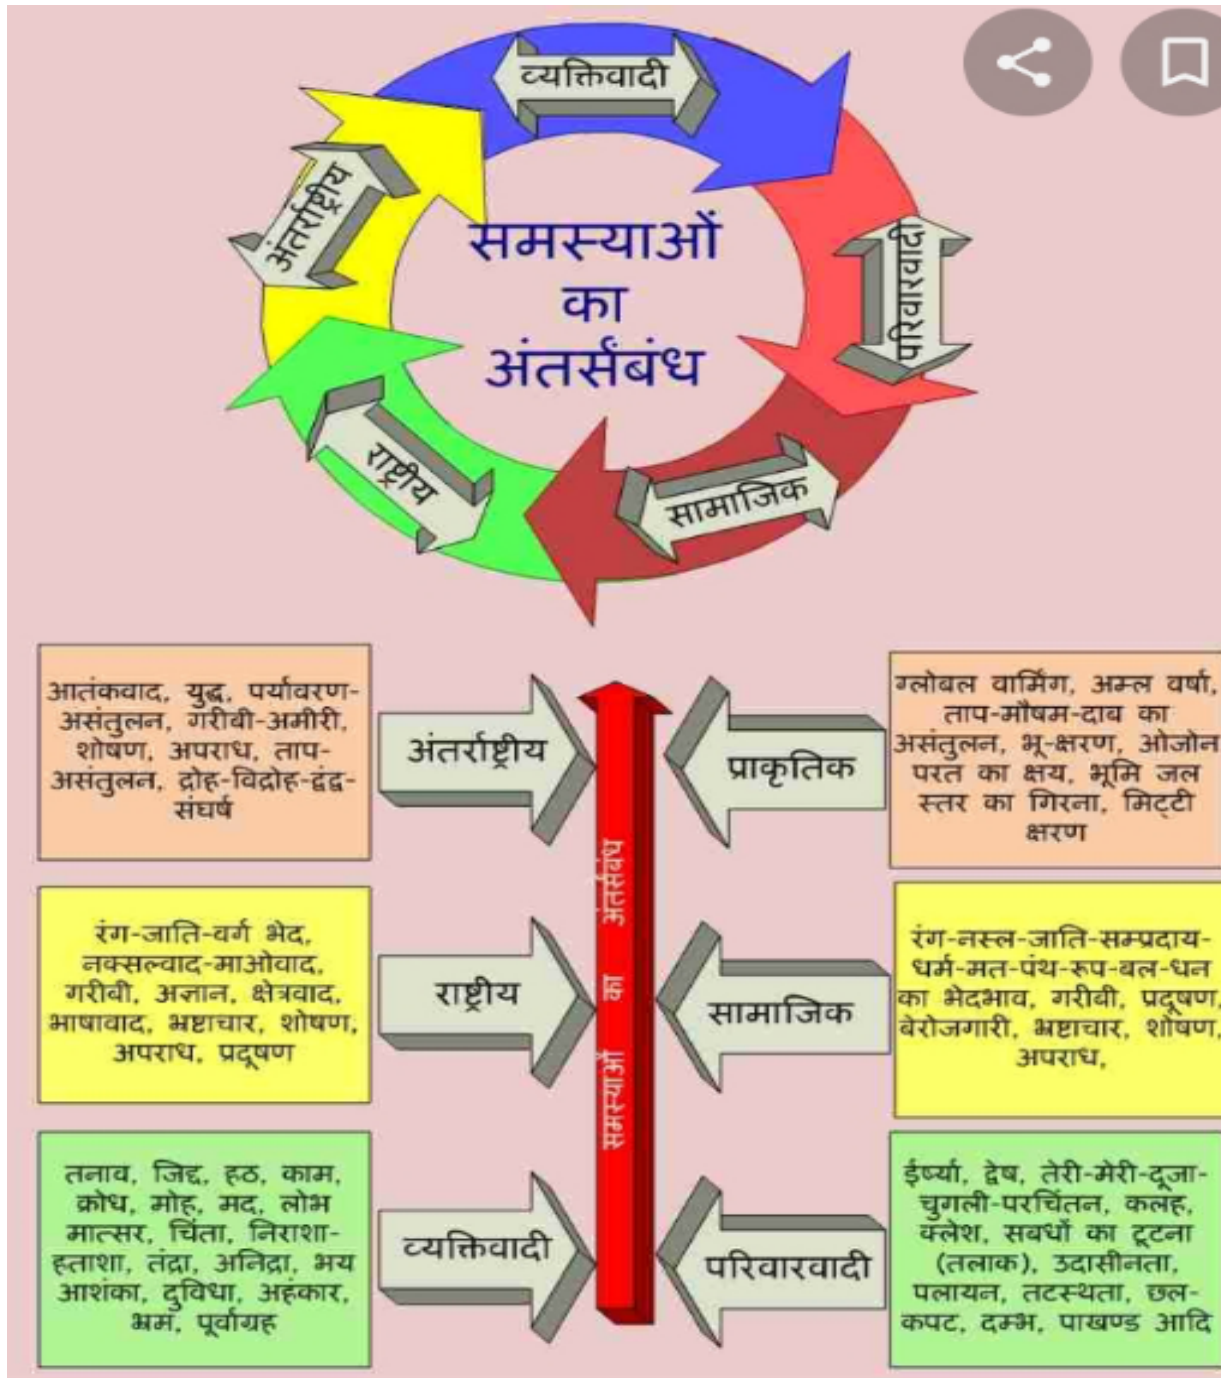 व्यक्तिवादी
परिवारवादी
सामाजिक
राष्ट्रीय
अंतर्राष्ट्रीय
समस्याओं
का
अंतर्संबंध
आतंकवाद, युद्ध, पर्यावरण-
असंतुलन, गरीबी-अमीरी,
शोषण, अपराध, ताप-
असंतुलन, द्रोह-विद्रोह-द्वंद्व-
संघर्ष
अंतर्राष्ट्रीय
प्राकृतिक
ग्लोबल वार्मिंग, अम्ल वर्षा,
ताप-मौषम-दाब का
असंतुलन, भू-क्षरण, ओजोन
परत का क्षय, भूमि जल
स्तर का गिरना, मिट्टी
क्षरण
रंग-जाति-वर्ग भेद,
नक्सल्वाद-माओवाद,
गरीबी, अज्ञान, क्षेत्रवाद,
भाषावाद, भ्रष्टाचार, शोषण,
अपराध, प्रदूषण
राष्ट्रीय
सामाजिक
रंग-नस्ल-जाति-सम्प्रदाय-
धर्म-मत-पंथ-रूप-बल-धन
का भेदभाव, गरीबी, प्रदूषण,
बेरोजगारी, भ्रष्टाचार, शोषण,
अपराध,
तनाव, जिद्द, हठ, काम,
क्रोध, मोह, मद, लोभ
मात्सर, चिंता, निराशा-
हताशा, तंद्रा, अनिद्रा, भय
आशंका, दुविधा, अहंकार,
भ्रम, पूर्वाग्रह
व्यक्तिवादी
परिवारवादी
ईर्ष्या, द्वेष, तेरी-मेरी-दूजा-
चुगली-परचिंतन, कलह,
क्लेश, सबधों का टूटना
(तलाक), उदासीनता,
पलायन, तटस्थता, छल-
कपट, दम्भ, पाखण्ड आदि
समस्याओं का अंतर्संबंध